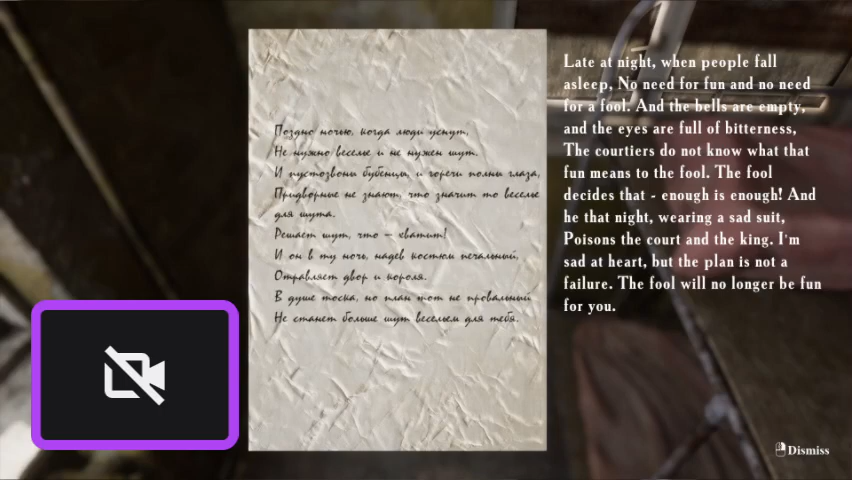 Поздно ночью, когда люди уснут,
Не нужно веселье и не нужен шут.
И пустозвоны бубенцы, и горечи полны глаза,
Придворные не знают, что значит то веселье
для шута.
Решает шут, что – хватит!
И он в ту ночь, надев костюм печальный,
Отравляет двор и короля.
В душе тоска, но план тот не провальный
Не станет больше шут весельем для тебя.
Late at night, when people fall
asleep, No need for fun and no need
for a fool. And the bells are empty,
and the eyes are full of bitterness,
The courtiers do not know what that
fun means to the fool. The fool
decides that - enough is enough! And
he that night, wearing a sad suit,
Poisons the court and the king. I'm
sad at heart, but the plan is not a
failure. The fool will no longer be fun
for you.
Dismiss